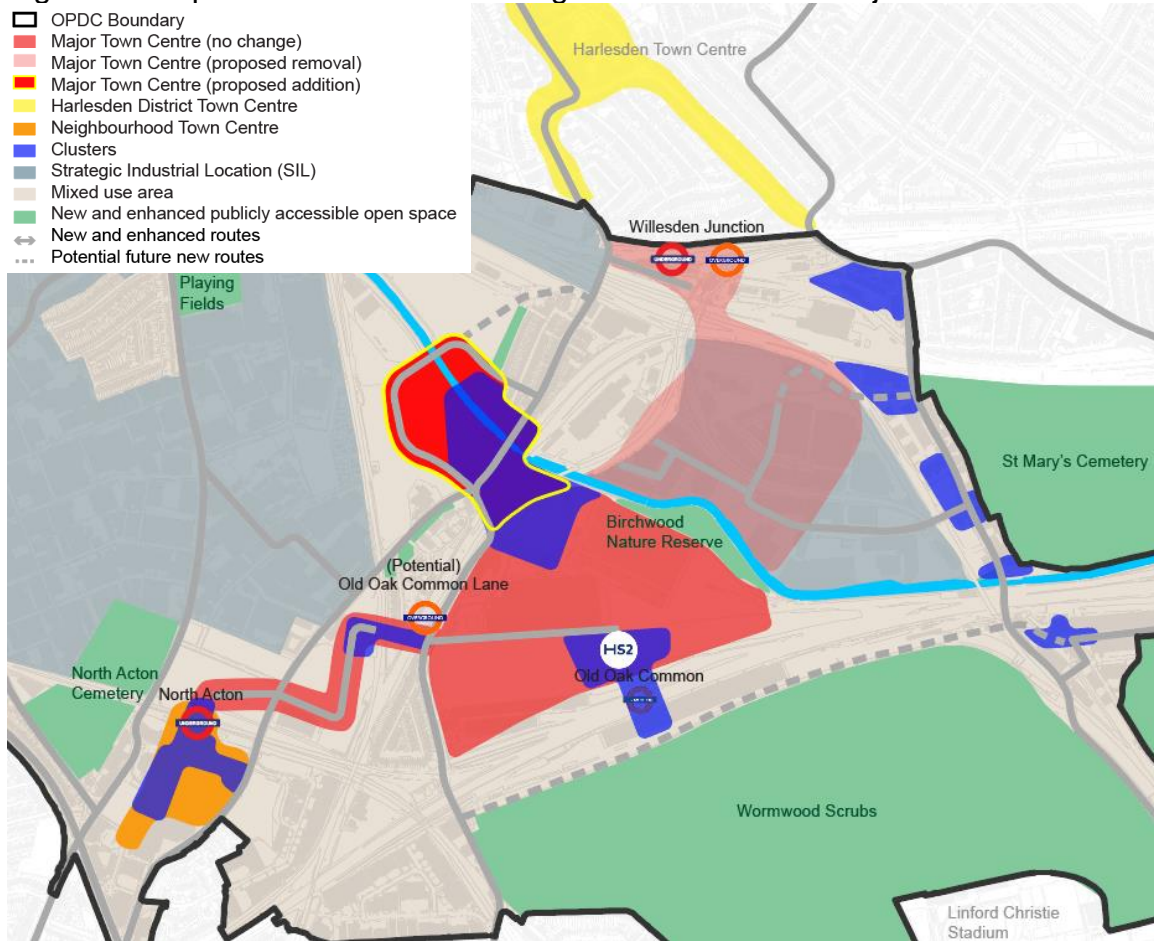 OPDC Boundary
Major Town Centre (no change)
Major Town Centre (proposed removal)
Major Town Centre (proposed addition)
Harlesden District Town Centre
Neighbourhood Town Centre
Clusters
Strategic Industrial Location (SIL)
Mixed use area
New and enhanced publicly accessible open space
New and enhanced routes
Potential future new routes
Harlesden Town Centre
Willesden Junction
UNDERGROUND
OVERGROUND
Playing
Fields
St Mary's Cemetery
Birchwood
Nature Reserve
(Potential)
Old Oak Common Lane
OVERGROUND
HS2
Old Oak Common
North Acton
Cemetery
North Acton
UNDERGROUND
Wormwood Scrubs
Linford Christie
Stadium